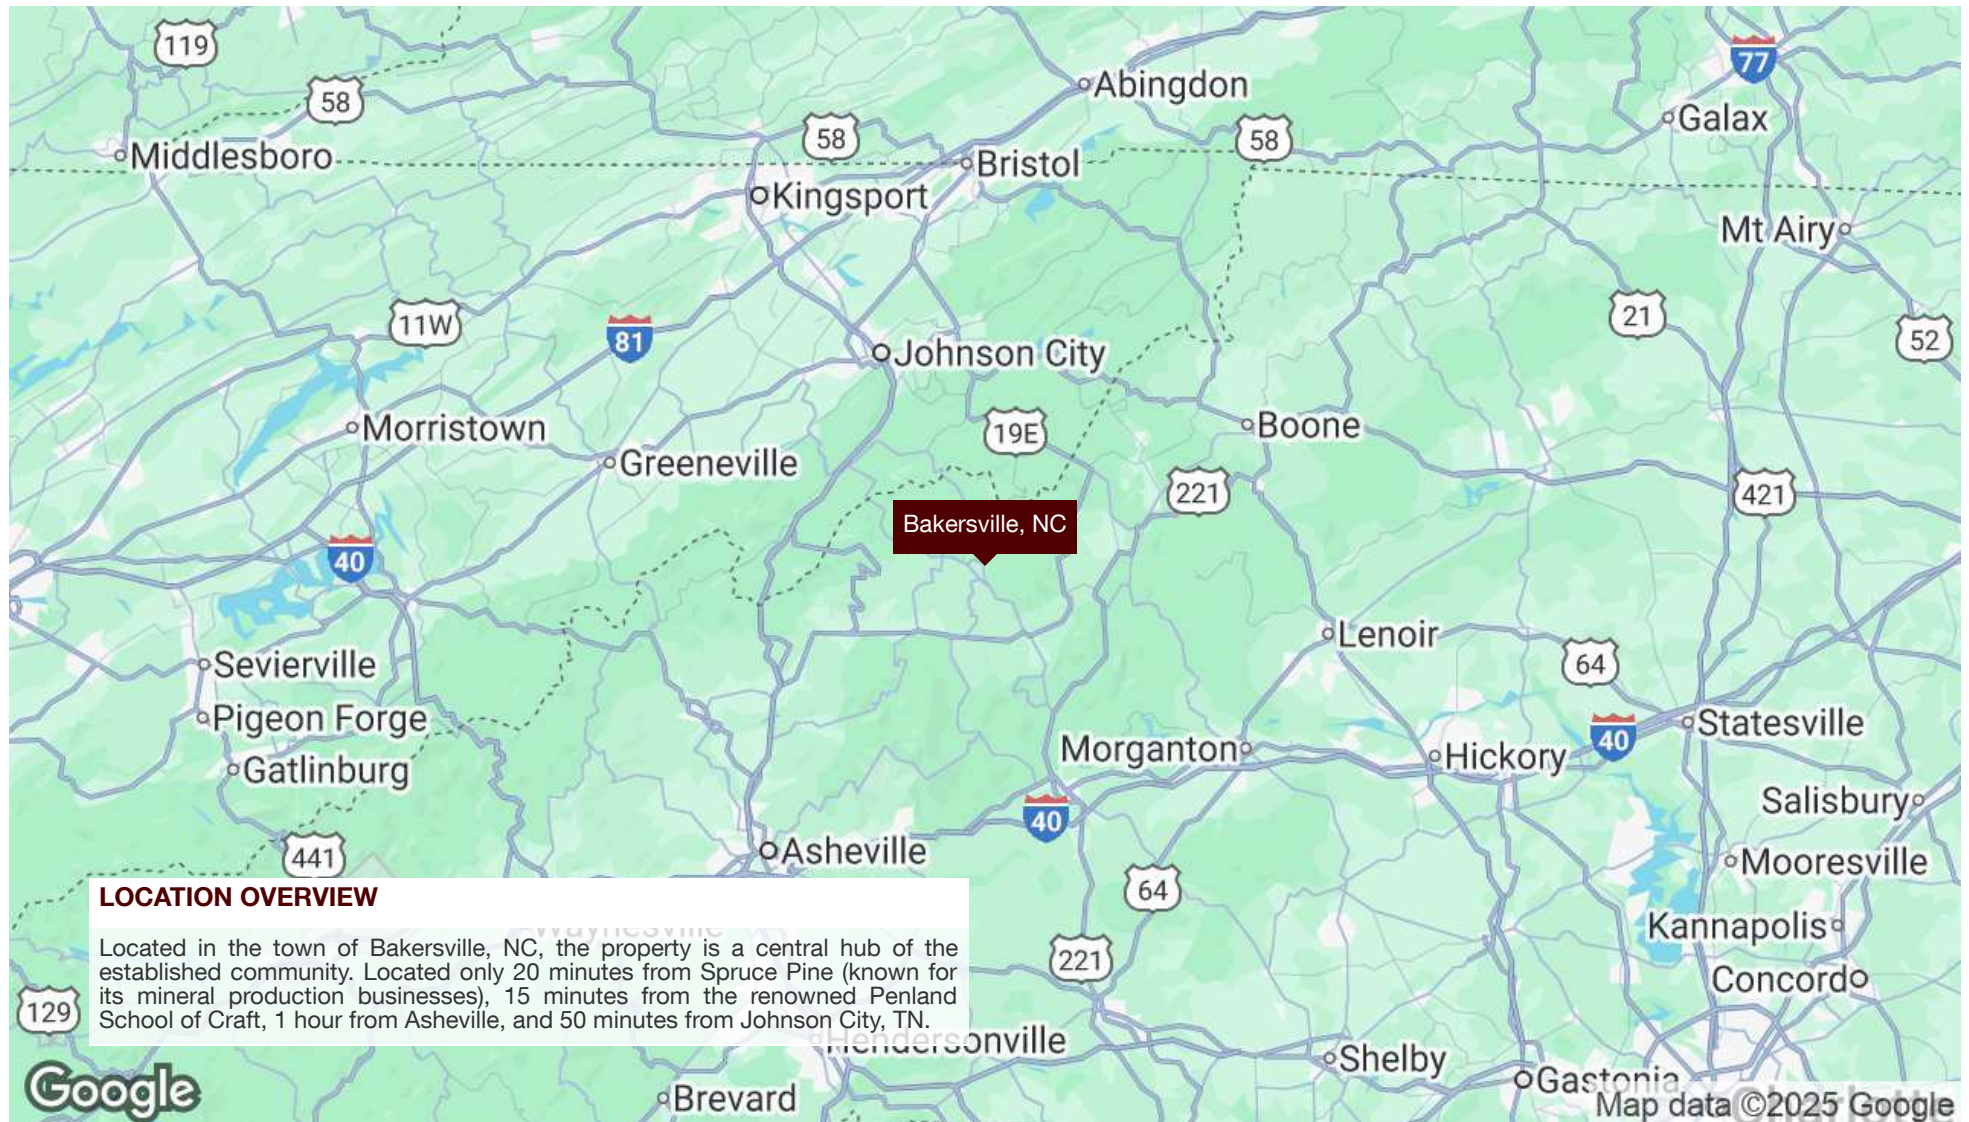 119
77
58
Abingdon
Galax
58
58
Middlesboro
Bristol
Kingsport
Mt Airy
21
11W
81
52
Johnson City
Morristown
19E
Boone
Greeneville
221
421
Bakersville, NC
40
Lenoir
Sevierville
64
Pigeon Forge
Statesville
40
Morganton
Hickory
Gatlinburg
Salisbury
40
441
Asheville
Mooresville
64
LOCATION OVERVIEW
Waynesville
Kannapolis
Located in the town of Bakersville, NC, the property is a central hub of the
established community. Located only 20 minutes from Spruce Pine (known for
its mineral production businesses), 15 minutes from the renowned Penland
School of Craft, 1 hour from Asheville, and 50 minutes from Johnson City, TN.
221
Concord
129
Hendersonville
Shelby
Gastonia
Google
Brevard
Charlotte
Map data ©2025 Google